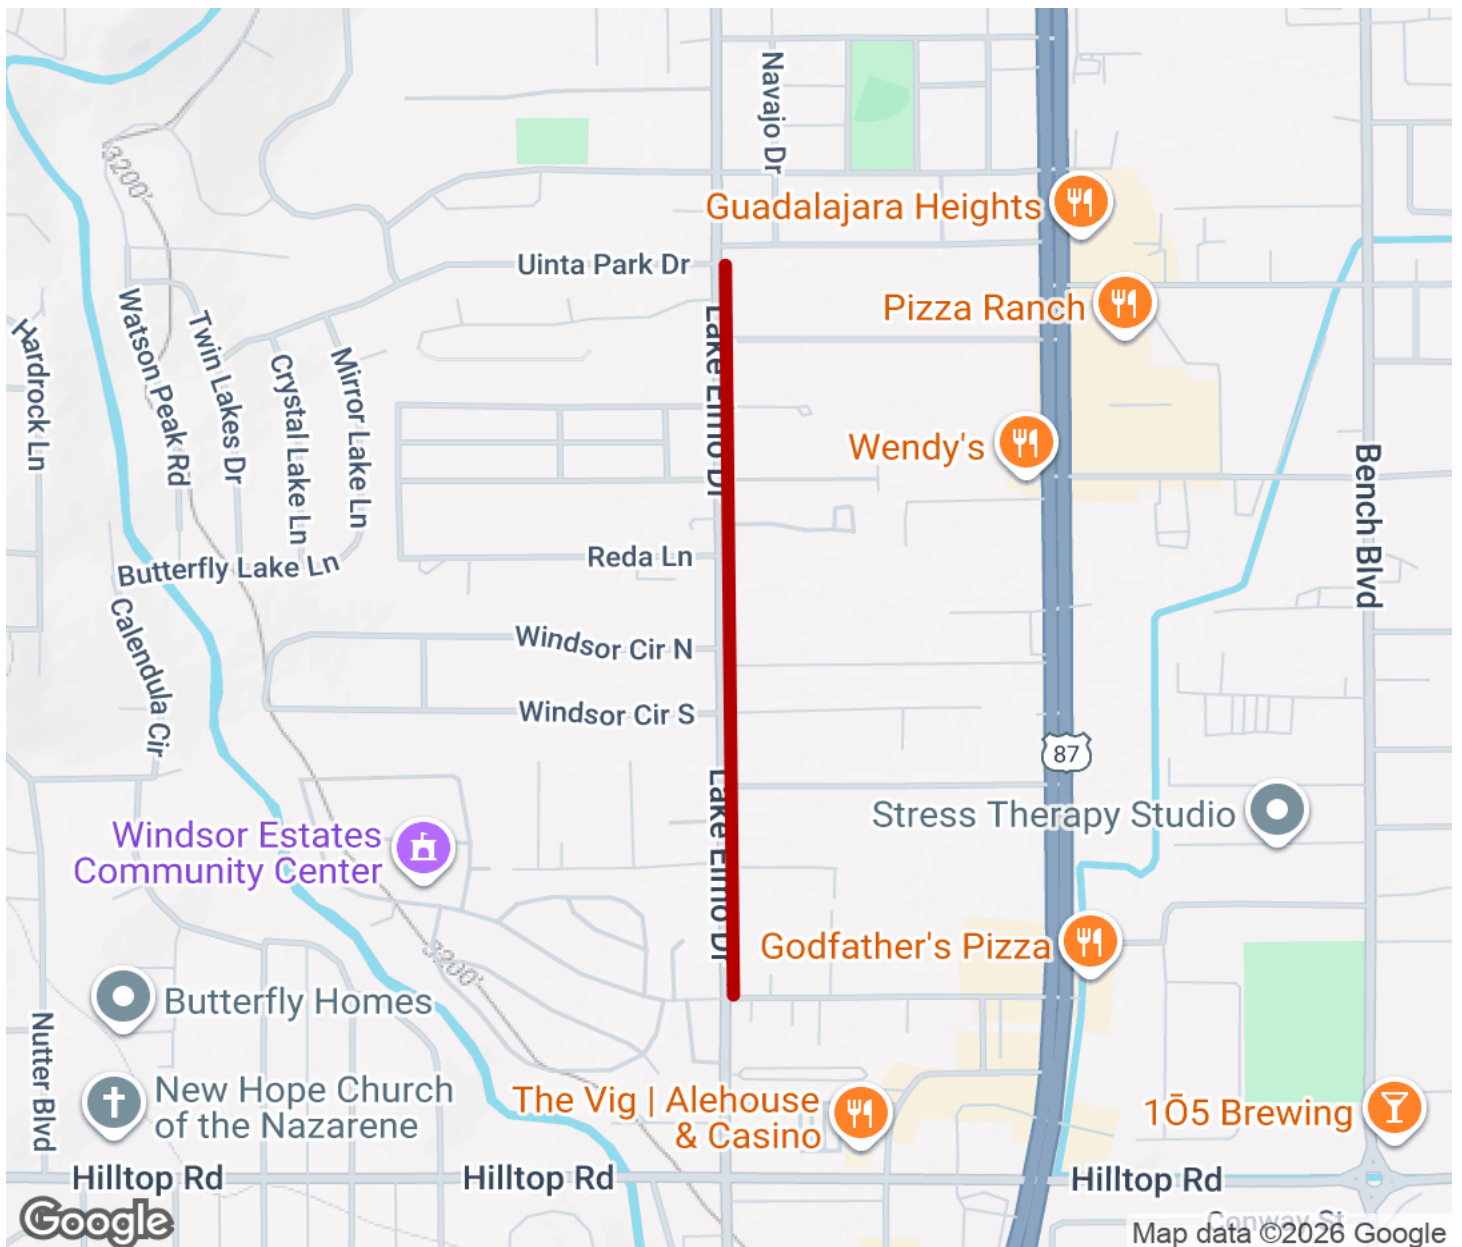 Navajo Dr
3200'
Guadalajara Heights
Uinta Park Dr
Pizza Ranch
Hardrock Ln
Watson Peak Rd
Twin Lakes Dr
Crystal Lake Ln
Mirror Lake Ln
Lake Elmo Dr
Wendy's
Bench Blvd
Reda Ln
Butterfly Lake Ln
Calendula Cir
Windsor Cir N
Windsor Cir S
87
Lake Elmo Dr
Stress Therapy Studio
Windsor Estates
Community Center
Godfather's Pizza
3200'
Butterfly Homes
Nutter Blvd
New Hope Church
of the Nazarene
The Vig | Alehouse
& Casino
1Ō5 Brewing
Hilltop Rd
Hilltop Rd
Hilltop Rd
Conway St
Google
Map data ©2026 Google